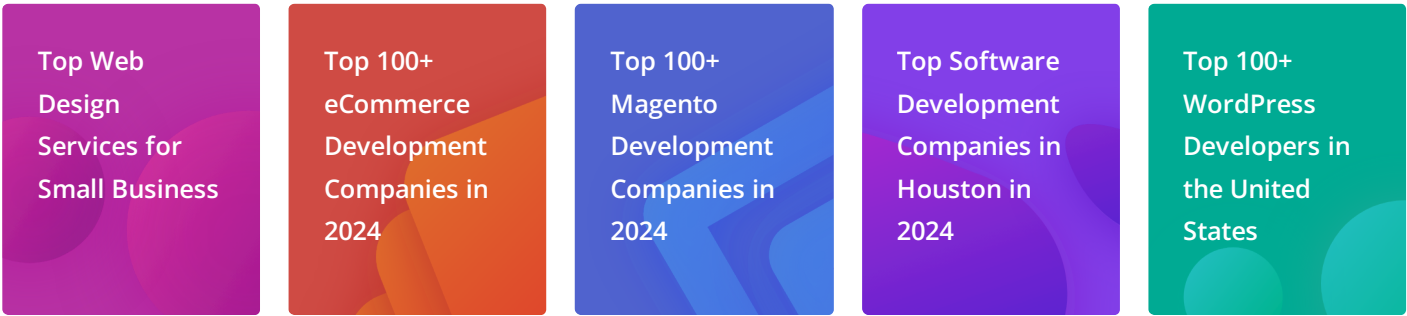 Top Web
Design
Services for
Small Business
Top 100+
eCommerce
Development
Companies in
2024
Top 100+
Magento
Development
Companies in
2024
Top Software
Development
Companies in
Houston in
2024
Top 100+
WordPress
Developers in
the United
States